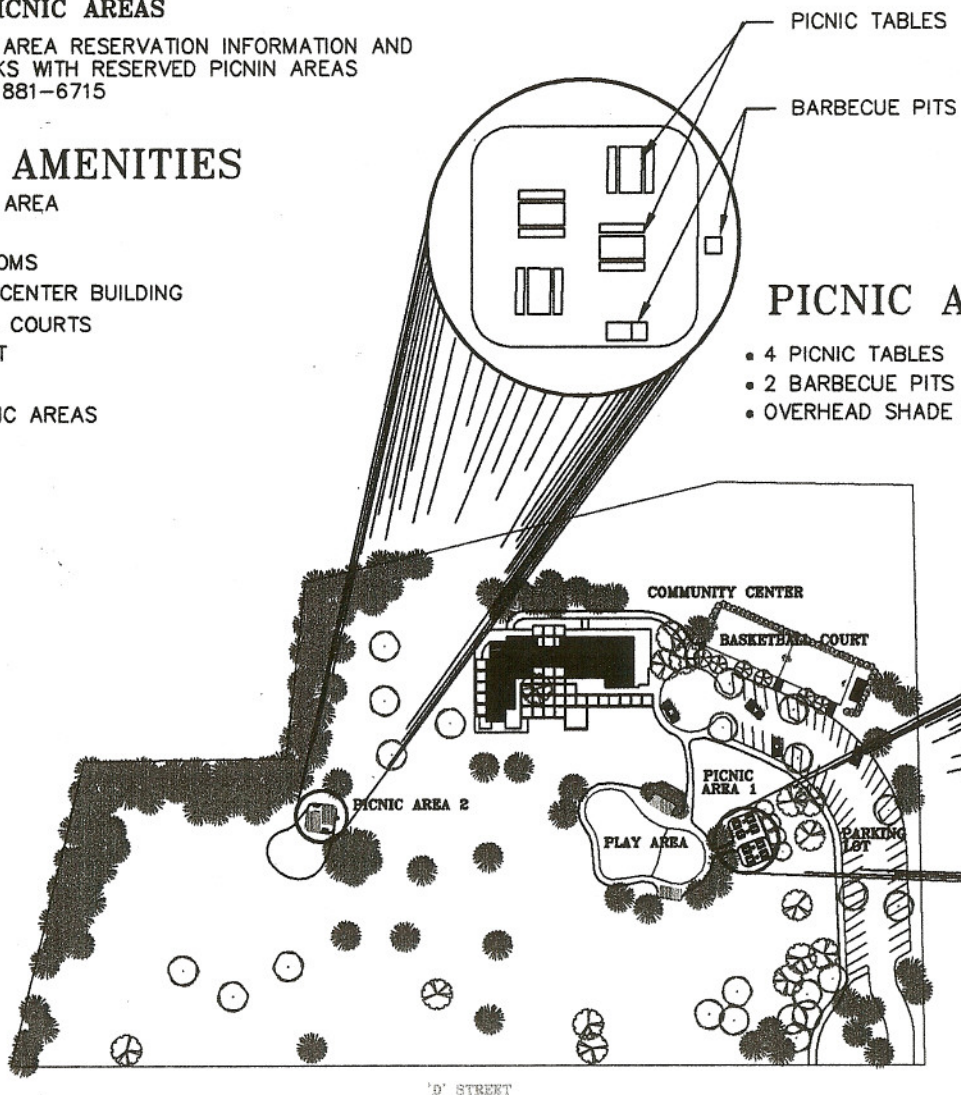 ICNIC AREAS
AREA RESERVATION INFORMATION AND
KS WITH RESERVED PICNIN AREAS
881-6715
AMENITIES
AREA
OMS
CENTER BUILDING
COURTS
T
IC AREAS
PICNIC TABLES
BARBECUE PITS
PICNIC A
• 4 PICNIC TABLES
• 2 BARBECUE PITS
• OVERHEAD SHADE
COMMUNITY CENTER
BASKETBALL COURT
PICNIC
AREA 1
PICNIC AREA 2
PLAY AREA
PARKING
LOT
'D' STREET